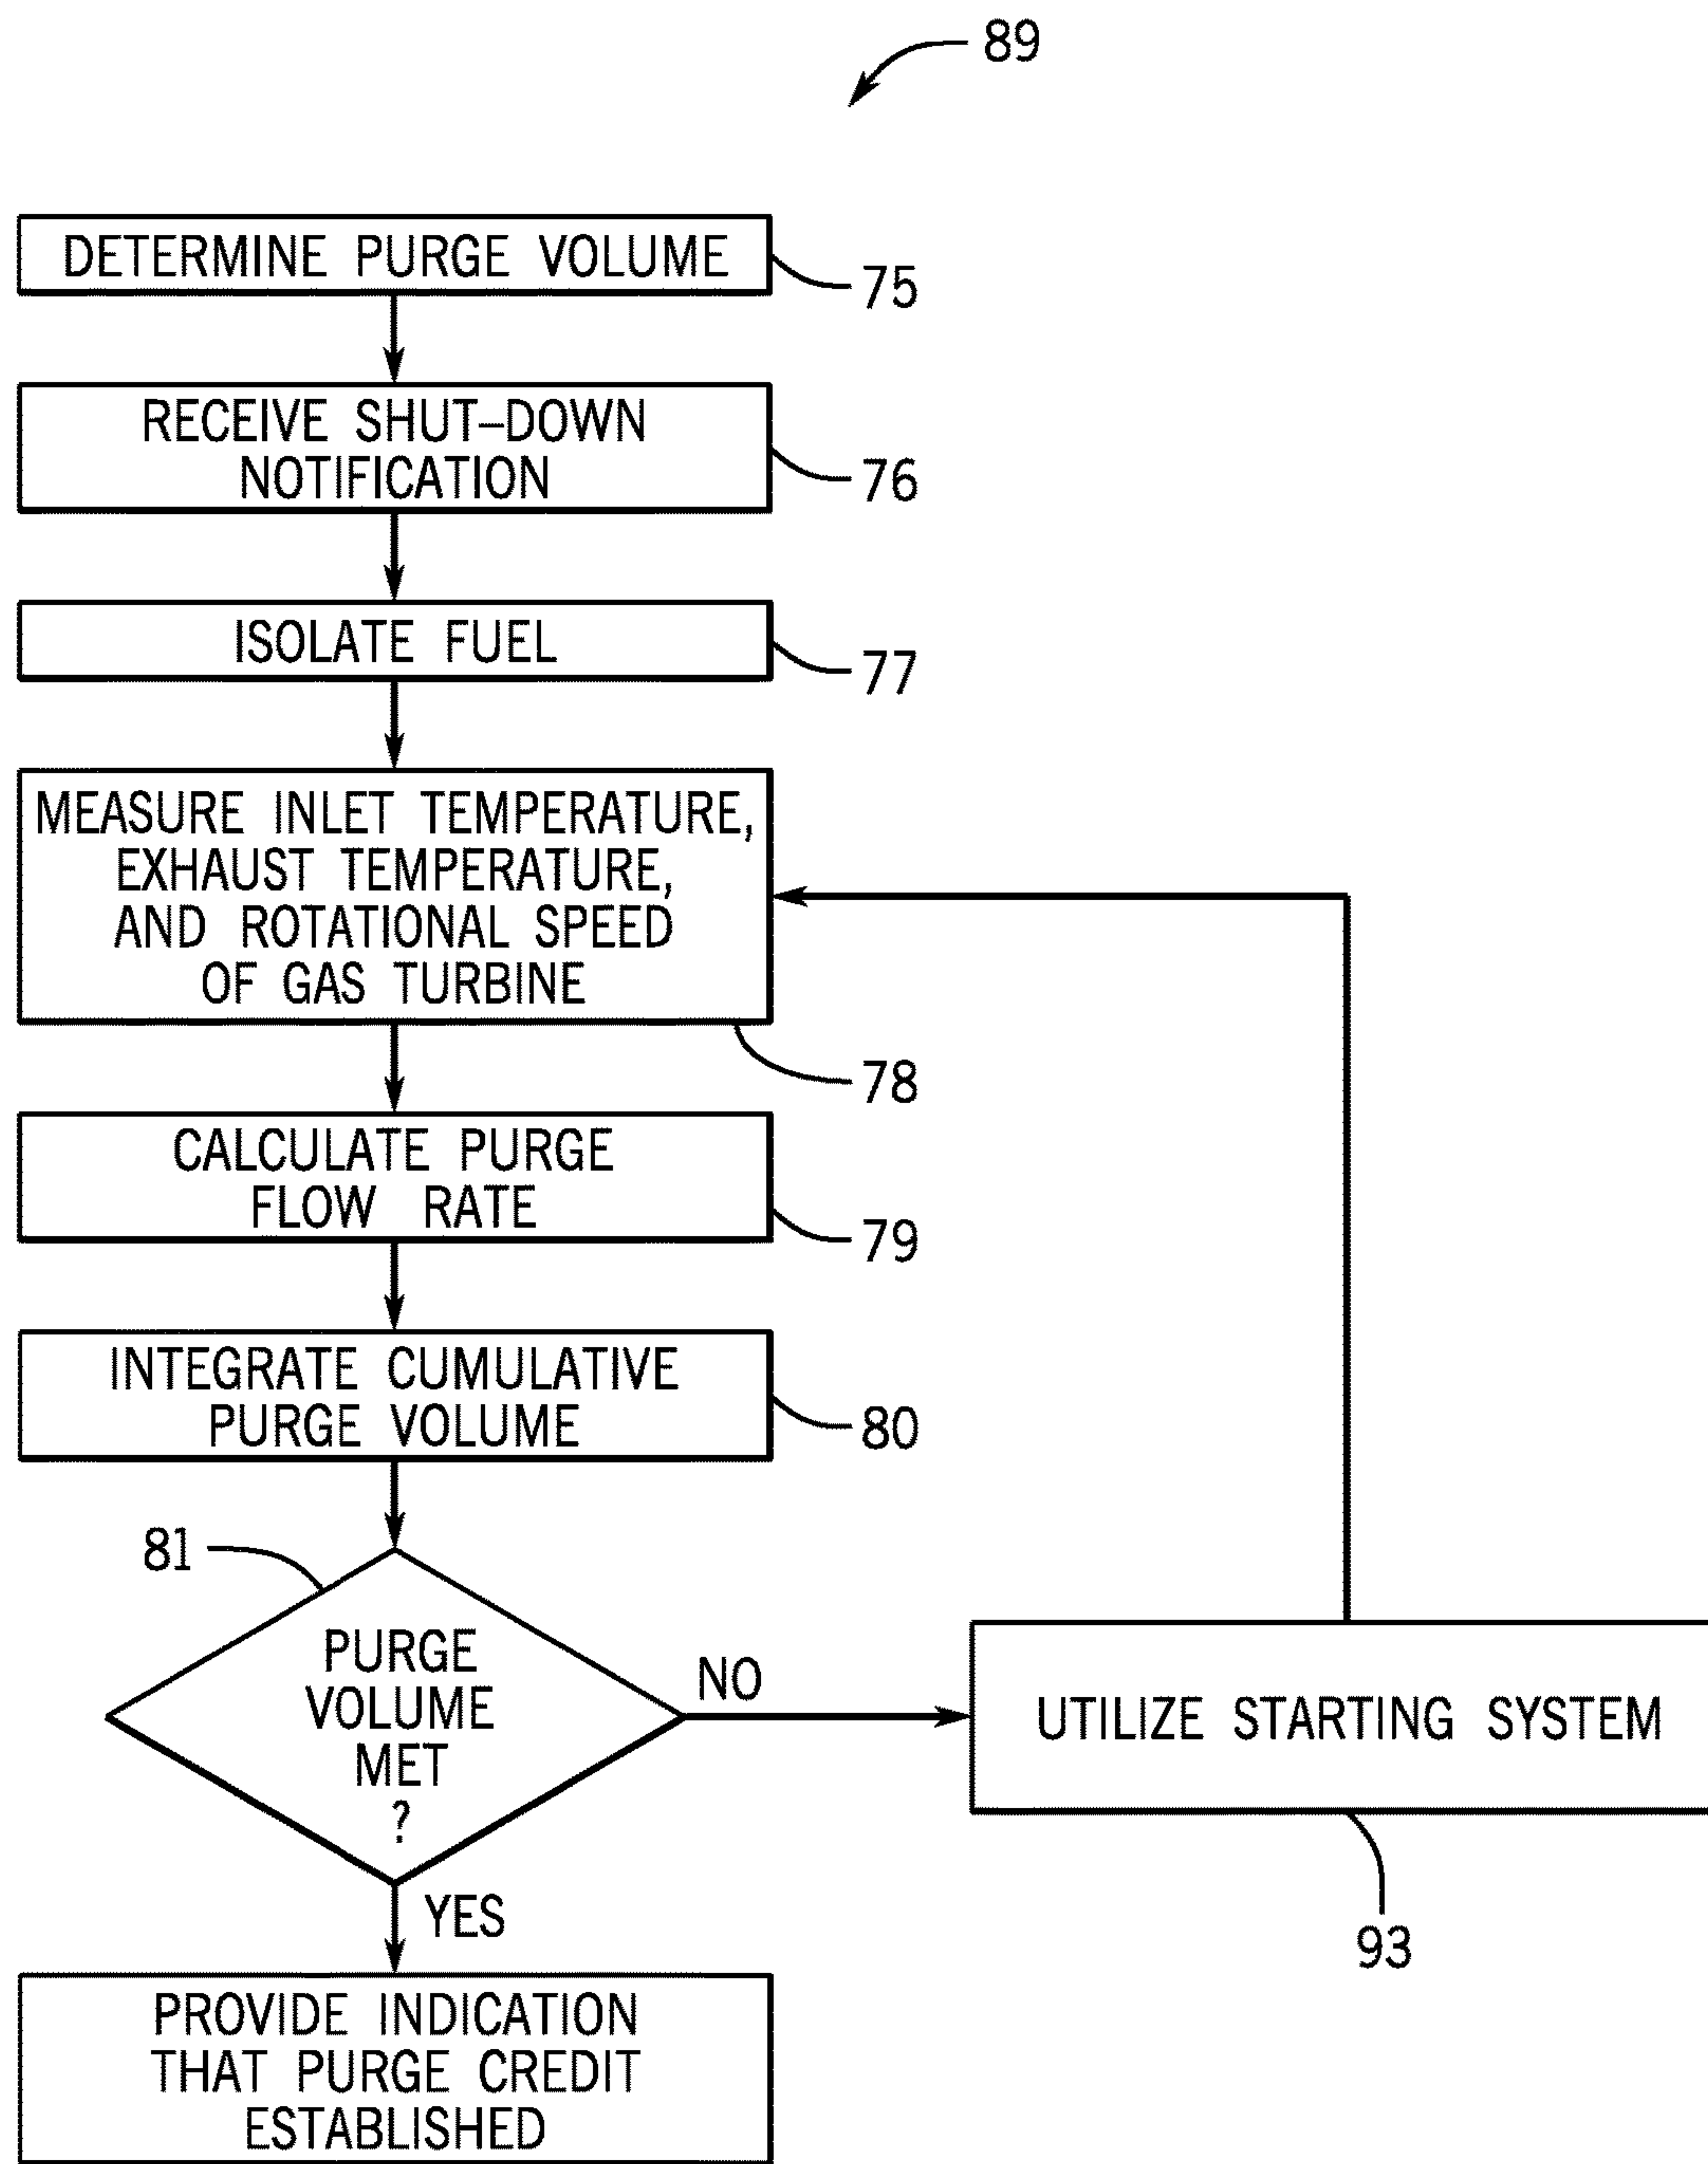 89
DETERMINE PURGE VOLUME
75
RECEIVE SHUT–DOWN
NOTIFICATION
76
ISOLATE FUEL
77
MEASURE INLET TEMPERATURE,
EXHAUST TEMPERATURE,
AND ROTATIONAL SPEED
OF GAS TURBINE
78
CALCULATE PURGE
FLOW RATE
79
INTEGRATE CUMULATIVE
PURGE VOLUME
80
81
PURGE
VOLUME
MET
?
NO
UTILIZE STARTING SYSTEM
93
YES
PROVIDE INDICATION
THAT PURGE CREDIT
ESTABLISHED